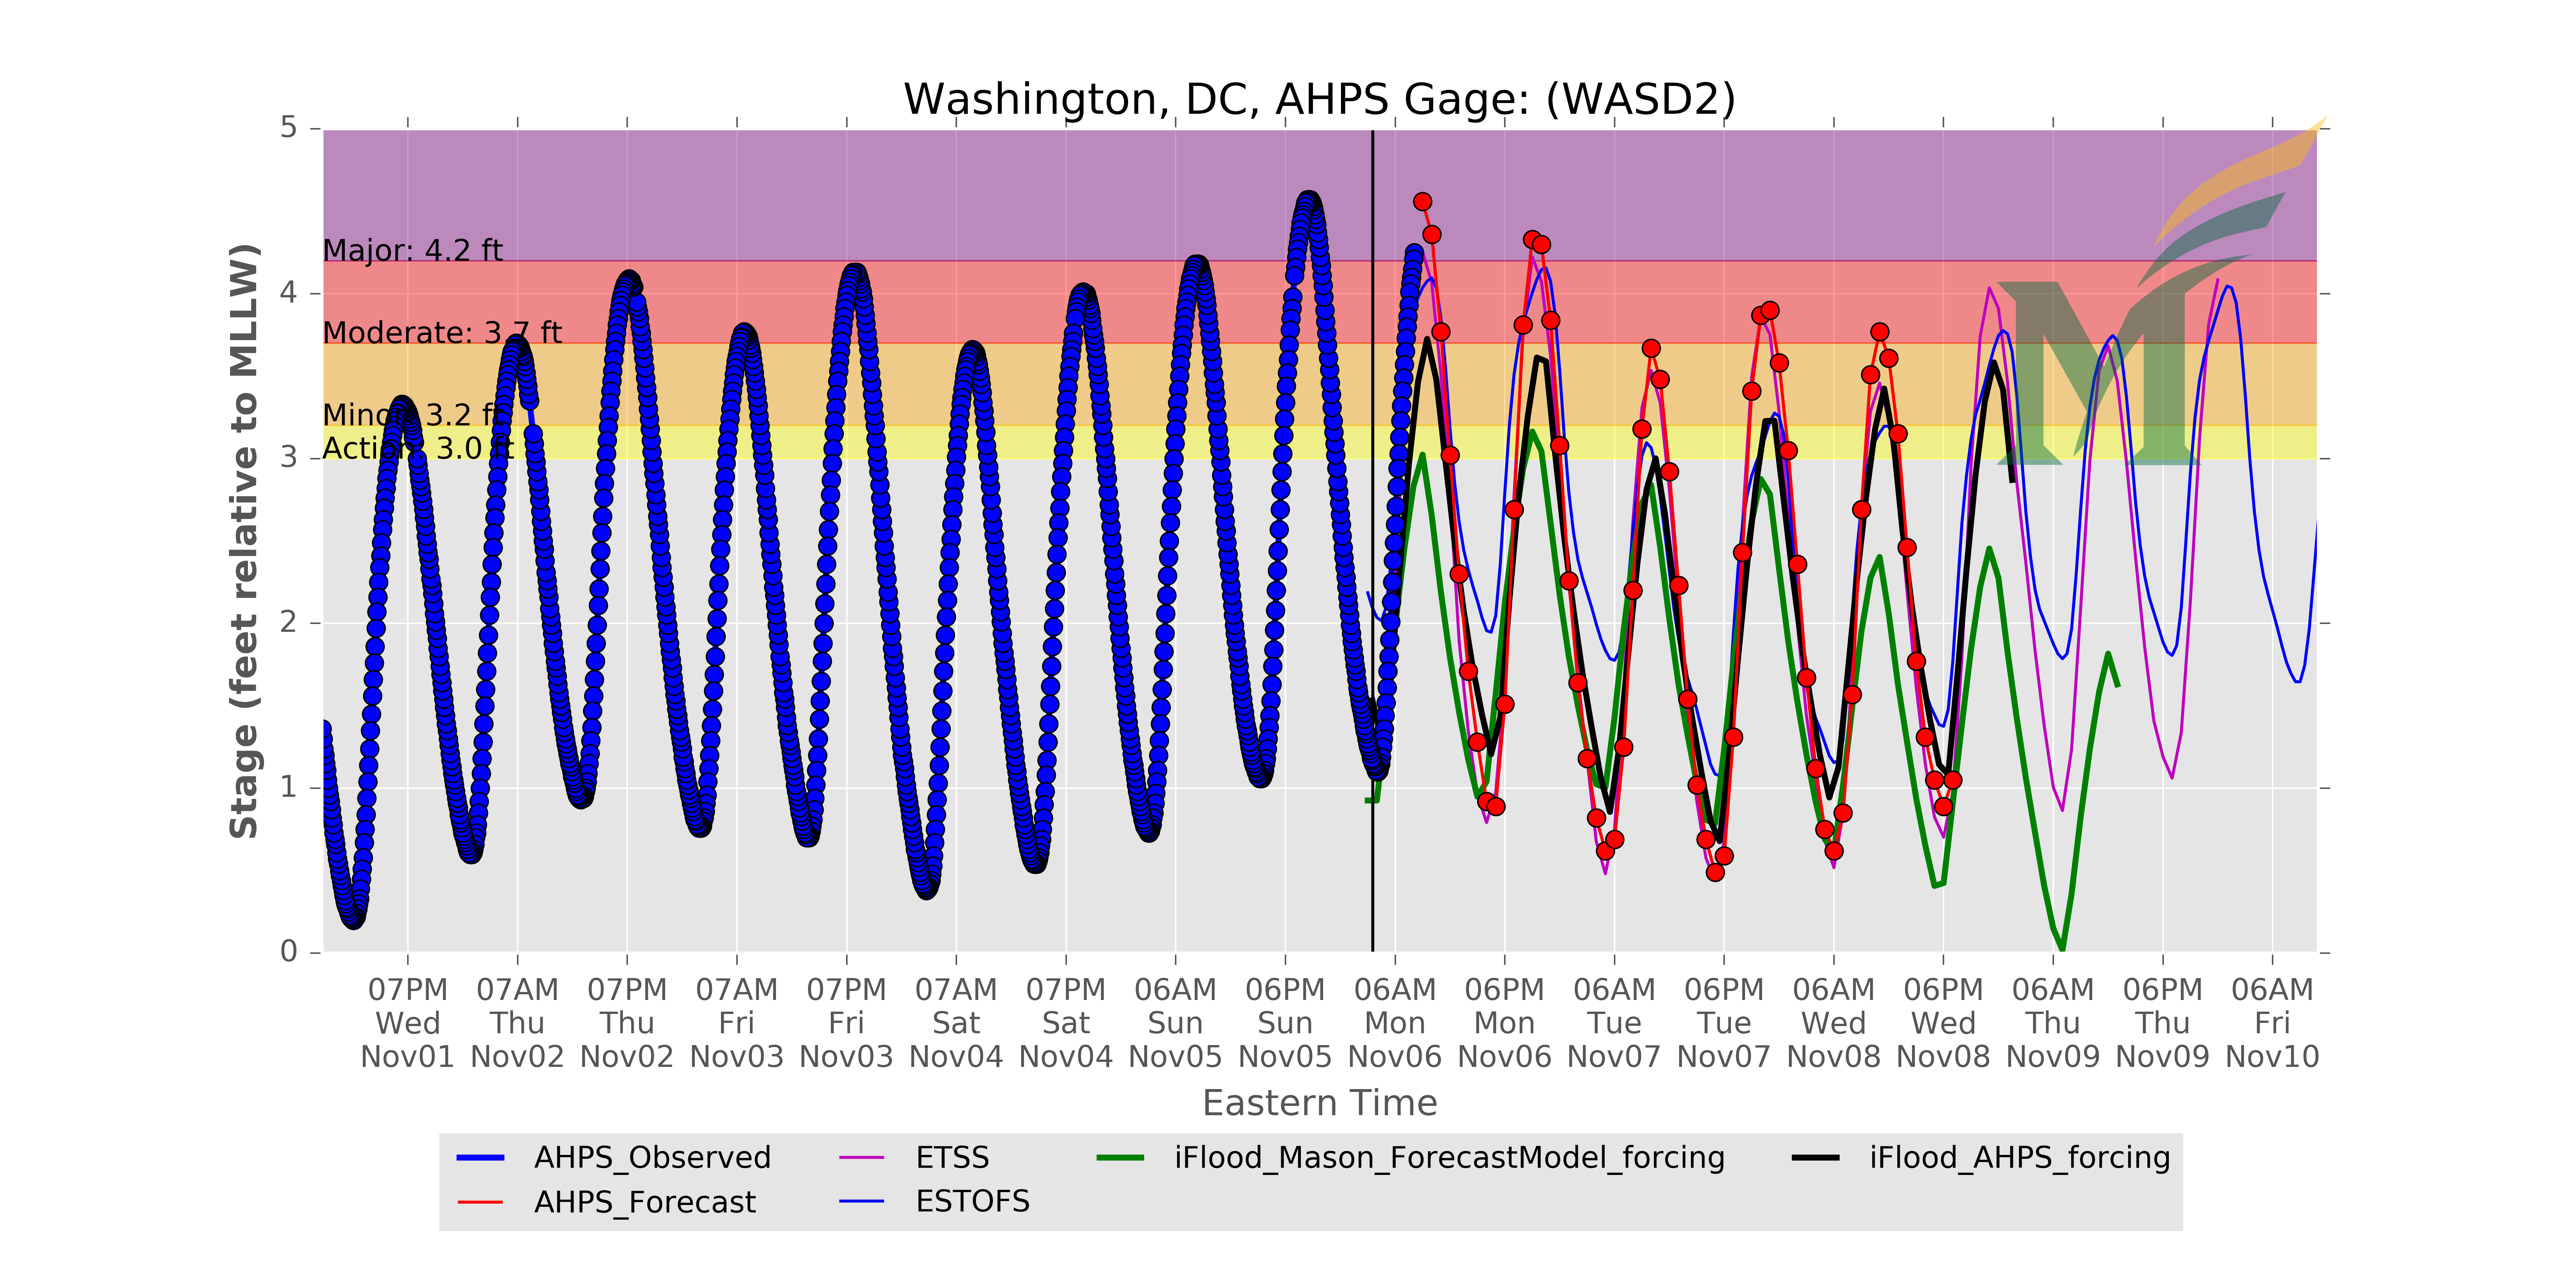 Washington, DC, AHPS Gage: (WASD2)
5
4
3
2
1
0
Stage (feet relative to MLLW)
Major: 4.2 ft
Moderate: 3.7 ft
Minor: 3.2 ft
Action: 3.0 ft
07PM 07AM 07PM 07AM 07PM 07AM 07PM 06AM 06PM 06AM 06PM 06AM 06PM 06AM 06PM 06AM 06PM 06AM
Wed Thu Thu Fri Fri Sat Sat Sun Sun Mon Mon Tue Tue Wed Wed Thu Thu Fri
Nov01 Nov02 Nov02 Nov03 Nov03 Nov04 Nov04 Nov05 Nov05 Nov06 Nov06 Nov07 Nov07 Nov08 Nov08 Nov09 Nov09 Nov10
Eastern Time
AHPS_Observed ETSS iFlood_Mason_ForecastModel_forcing iFlood_AHPS_forcing
AHPS_Forecast ESTOFS
M